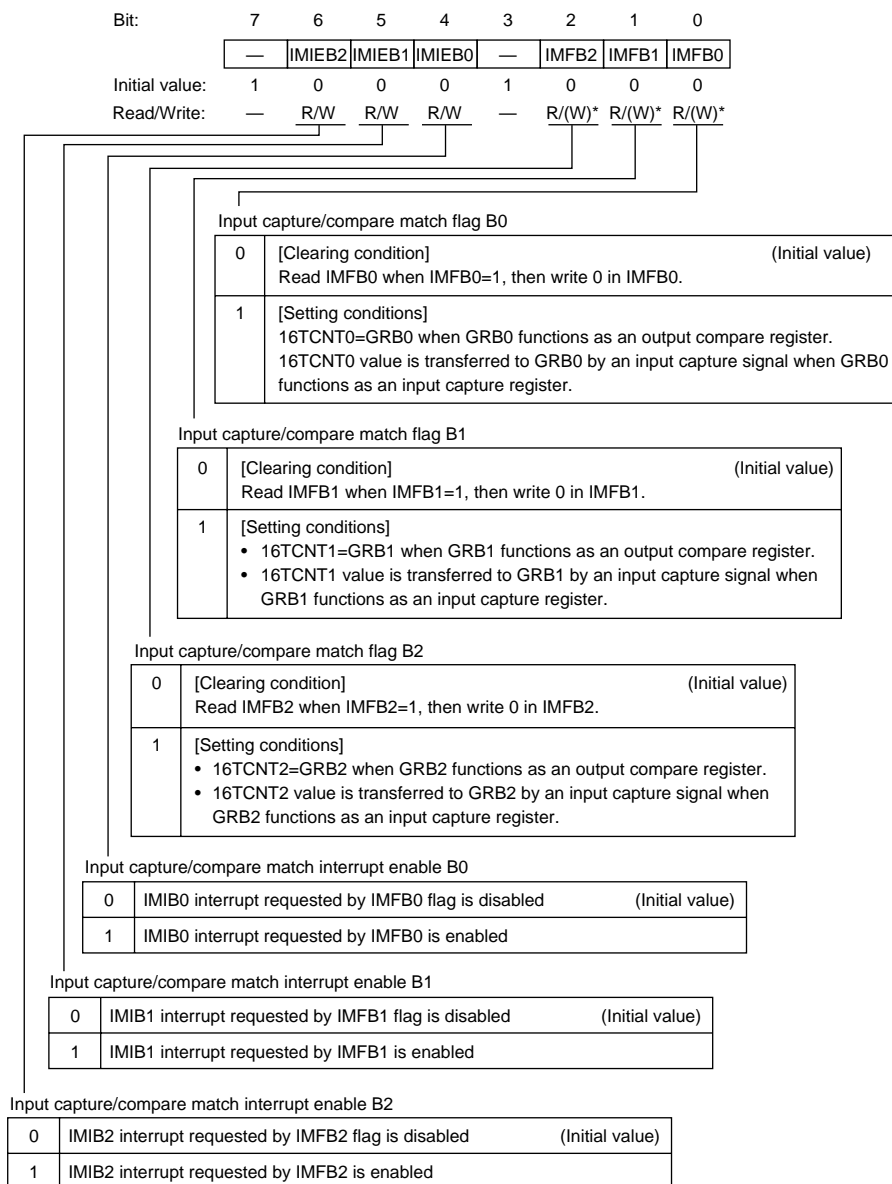 Bit: 7 6 5 4 3 2 1 0
— IMIEB2 IMIEB1 IMIEB0 — IMFB2 IMFB1 IMFB0
Initial value: 1 0 0 0 1 0 0 0
Read/Write: — R/W R/W R/W — R/(W)* R/(W)* R/(W)*
Input capture/compare match flag B0
0 [Clearing condition] (Initial value)
Read IMFB0 when IMFB0=1, then write 0 in IMFB0.
1 [Setting conditions]
16TCNT0=GRB0 when GRB0 functions as an output compare register.
16TCNT0 value is transferred to GRB0 by an input capture signal when GRB0
functions as an input capture register.
Input capture/compare match flag B1
0 [Clearing condition] (Initial value)
Read IMFB1 when IMFB1=1, then write 0 in IMFB1.
1 [Setting conditions]
• 16TCNT1=GRB1 when GRB1 functions as an output compare register.
• 16TCNT1 value is transferred to GRB1 by an input capture signal when
GRB1 functions as an input capture register.
Input capture/compare match flag B2
0 [Clearing condition] (Initial value)
Read IMFB2 when IMFB2=1, then write 0 in IMFB2.
1 [Setting conditions]
• 16TCNT2=GRB2 when GRB2 functions as an output compare register.
• 16TCNT2 value is transferred to GRB2 by an input capture signal when
GRB2 functions as an input capture register.
Input capture/compare match interrupt enable B0
0 IMIB0 interrupt requested by IMFB0 flag is disabled (Initial value)
1 IMIB0 interrupt requested by IMFB0 is enabled
Input capture/compare match interrupt enable B1
0 IMIB1 interrupt requested by IMFB1 flag is disabled (Initial value)
1 IMIB1 interrupt requested by IMFB1 is enabled
Input capture/compare match interrupt enable B2
0 IMIB2 interrupt requested by IMFB2 flag is disabled (Initial value)
1 IMIB2 interrupt requested by IMFB2 is enabled